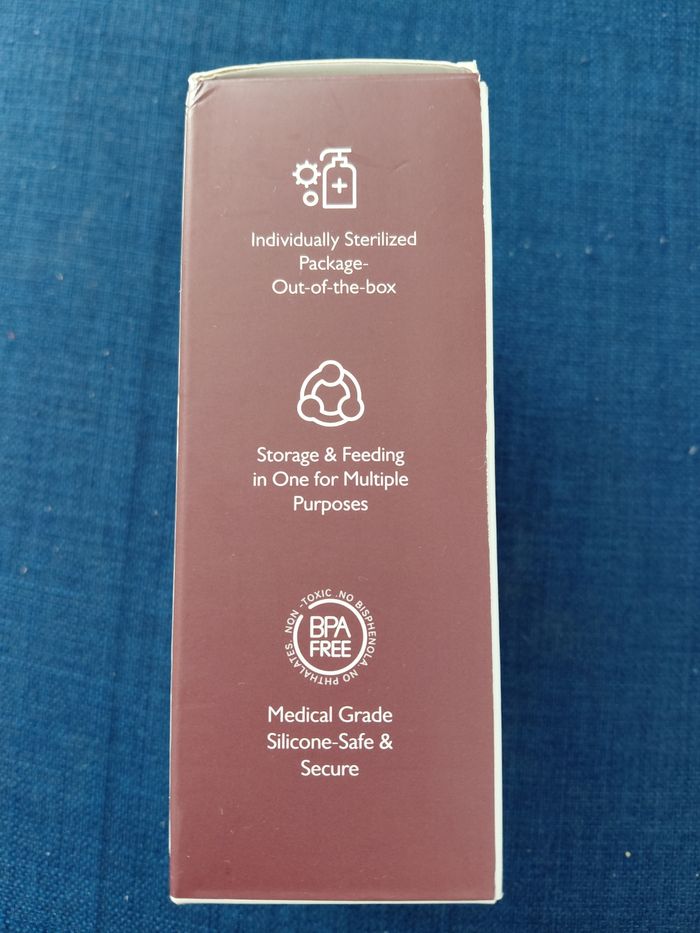 Individually Sterilized
Package-
Out-of-the-box
Storage & Feeding
in One for Multiple
Purposes
NON -TOXIC .NO BISPHENOLA. NO PHTHALATES.
BPA
FREE
Medical Grade
Silicone-Safe &
Secure